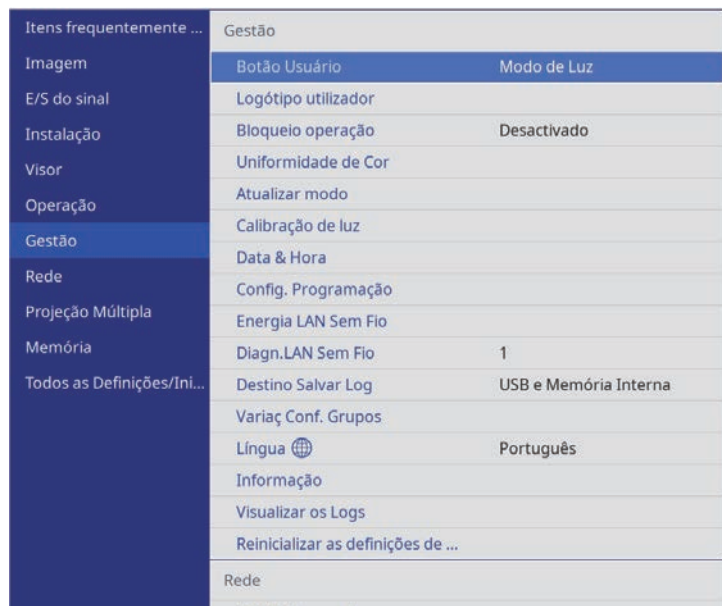 Itens frequentemente ...
Imagem
E/S do sinal
Instalação
Visor
Operação
Gestão
Rede
Projeção Múltipla
Memória
Todos as Definições/Ini...
Gestão
Botão Usuário Modo de Luz
Logótipo utilizador
Bloqueio operação Desactivado
Uniformidade de Cor
Atualizar modo
Calibração de luz
Data & Hora
Config. Programação
Energia LAN Sem Fio
Diagn.LAN Sem Fio 1
Destino Salvar Log USB e Memória Interna
Variaç Conf. Grupos
Língua Português
Informação
Visualizar os Logs
Reinicializar as definições de ...
Rede